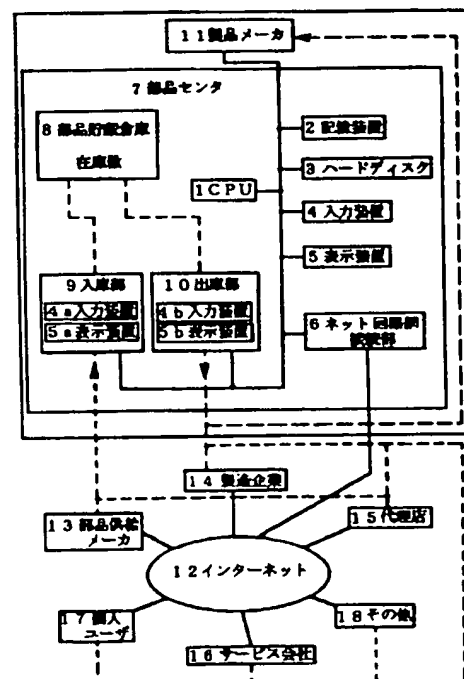 11製品メーカ
7部品センタ
8部品貯蔵倉庫
在庫数
2記憶装置
3ハードディスク
1CPU
4入力装置
5表示装置
9入庫部
4a入力装置
5a表示装置
10出庫部
4b入力装置
5b表示装置
6ネット回路網
接続部
14製造企業
13部品供給
メーカ
15代理店
12インターネット
17個人
ユーザ
18その他
16サービス会社